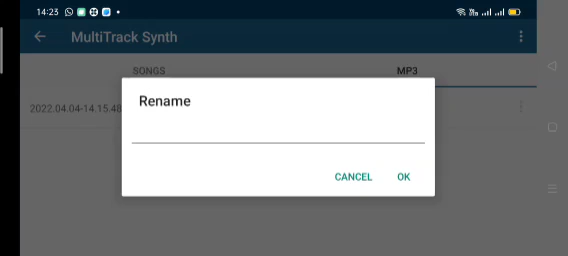 14:23
MultiTrack Synth
SONGS
MP3
2022.04.04-14.15.48
Rename
CANCEL
OK